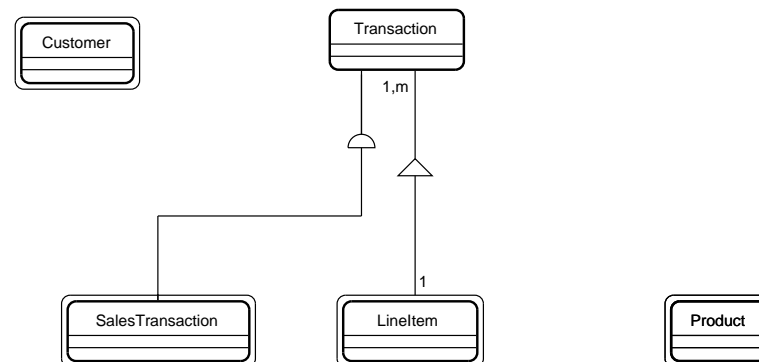 Customer
Transaction
1,m
1
SalesTransaction
LineItem
Product